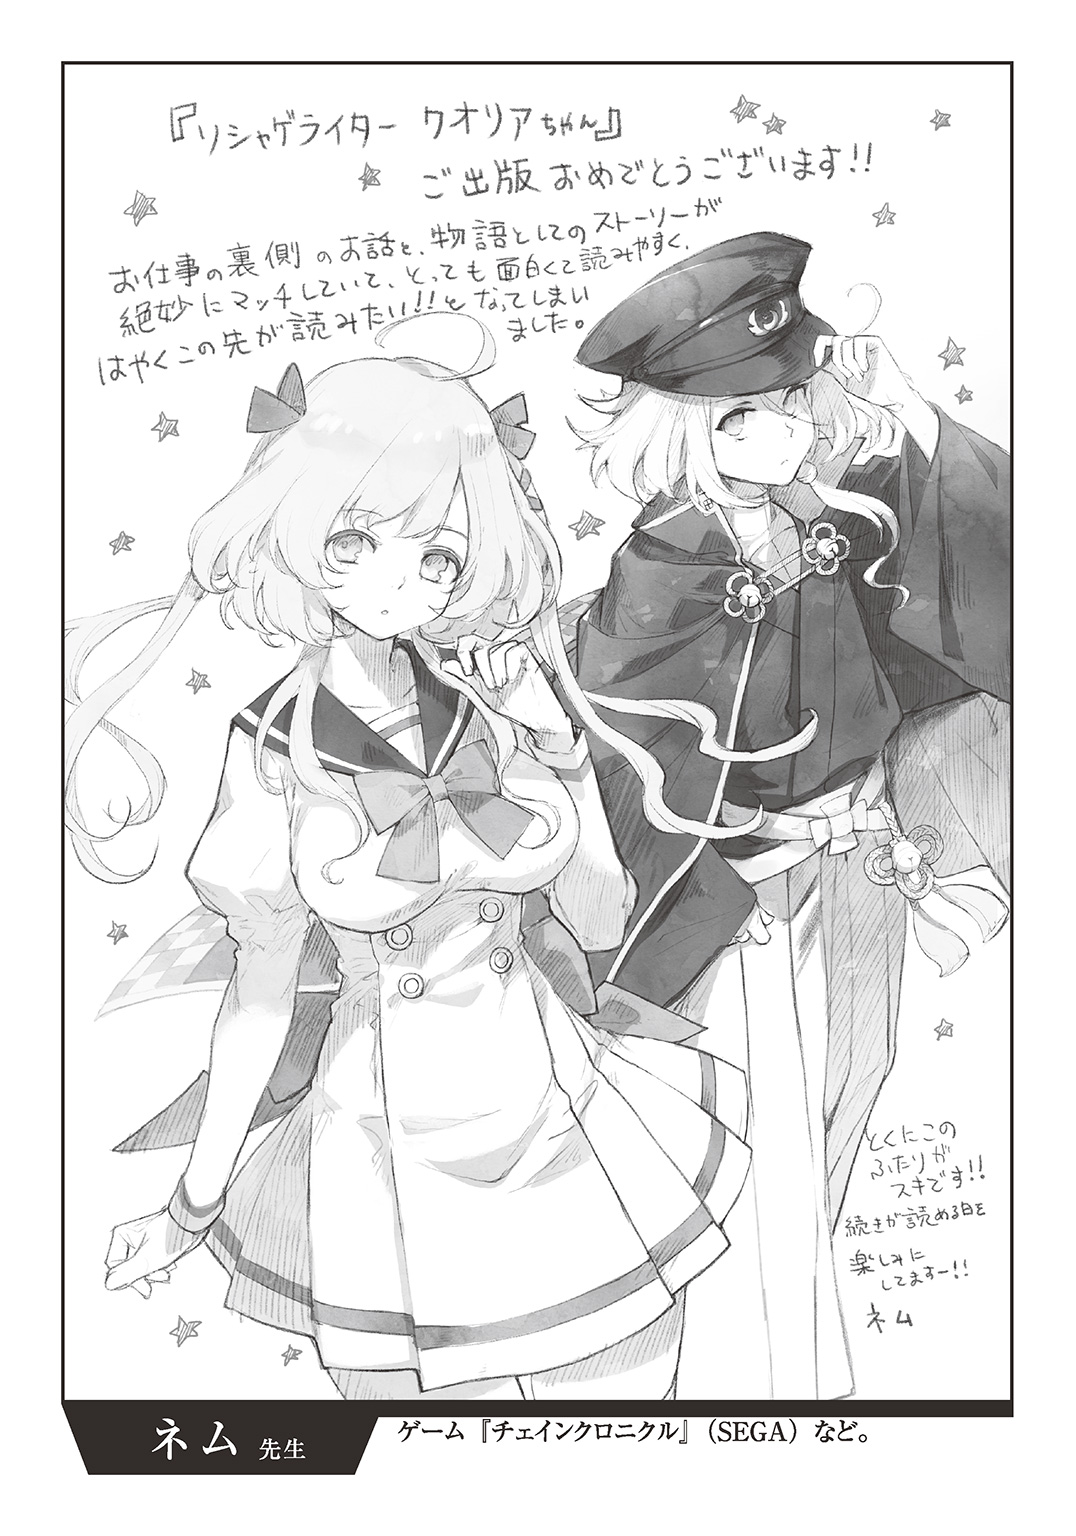 『ソシャゲライター クオリアちゃん』
ご出版おめでとうございます!!
お仕事の裏側のお話と、物語としてのストーリーが
絶妙にマッチしていて、とっても面白くて読みやすく、
はやくこの先が読みたい!!となってしまい
ました。
とくにこの
ふたりが
スキです!!
続きが読める日を
楽しみに
してますー!!
ネム
ネム 先生
ゲーム『チェインクロニクル』（SEGA）など。